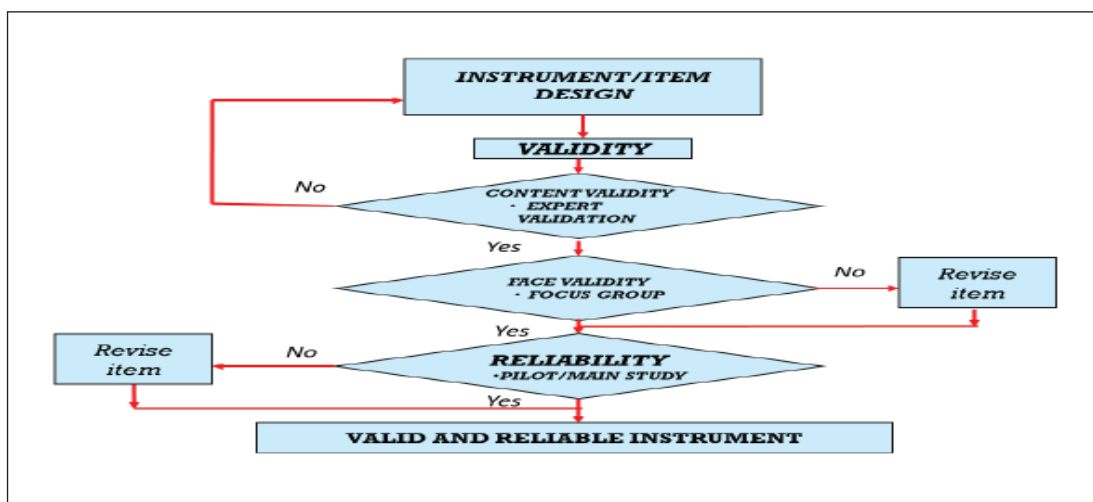 INSTRUMENT/ITEM
DESIGN
VALIDITY
No
CONTENT VALIDITY
• EXPERT
VALIDATION
Yes
FACE VALIDITY
• FOCUS GROUP
No
Revise
item
Yes
Revise
item
No
RELIABILITY
•PILOT/MAIN STUDY
Yes
VALID AND RELIABLE INSTRUMENT